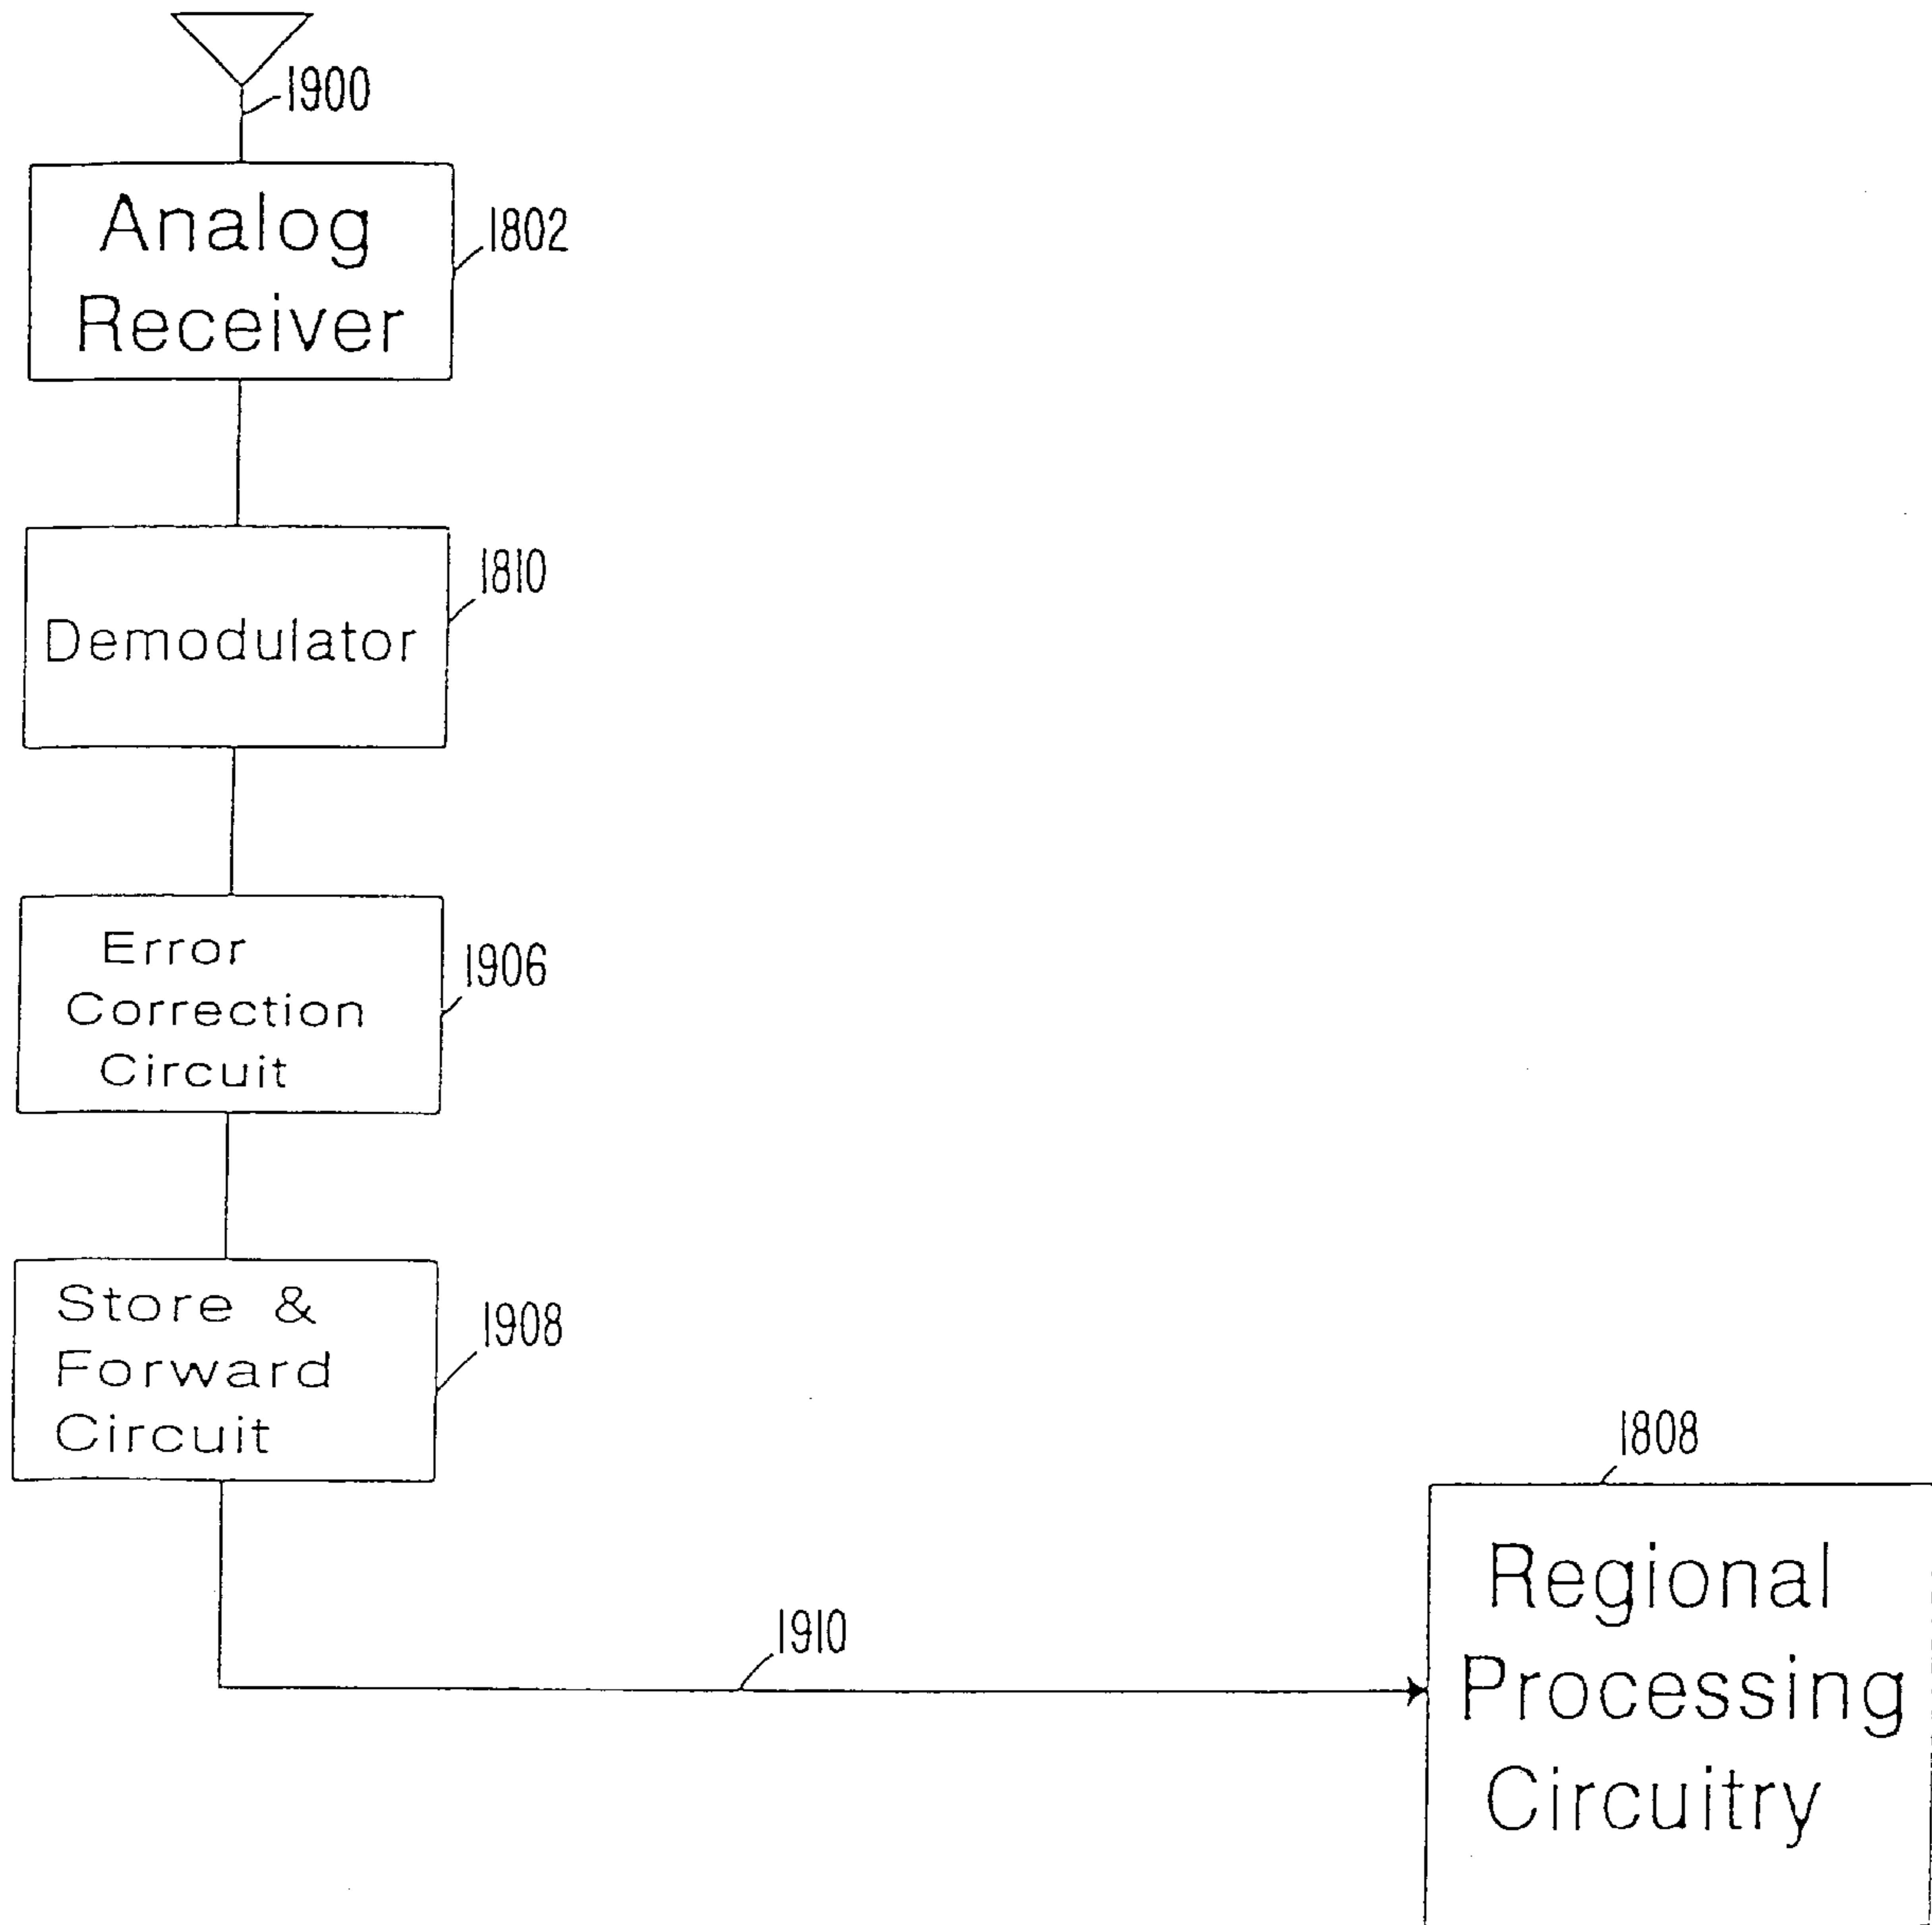 1900
Analog
Receiver
1802
1810
Demodulator
Error
Correction
Circuit
1906
Store &
Forward
Circuit
1908
1910
1808
Regional
Processing
Circuitry